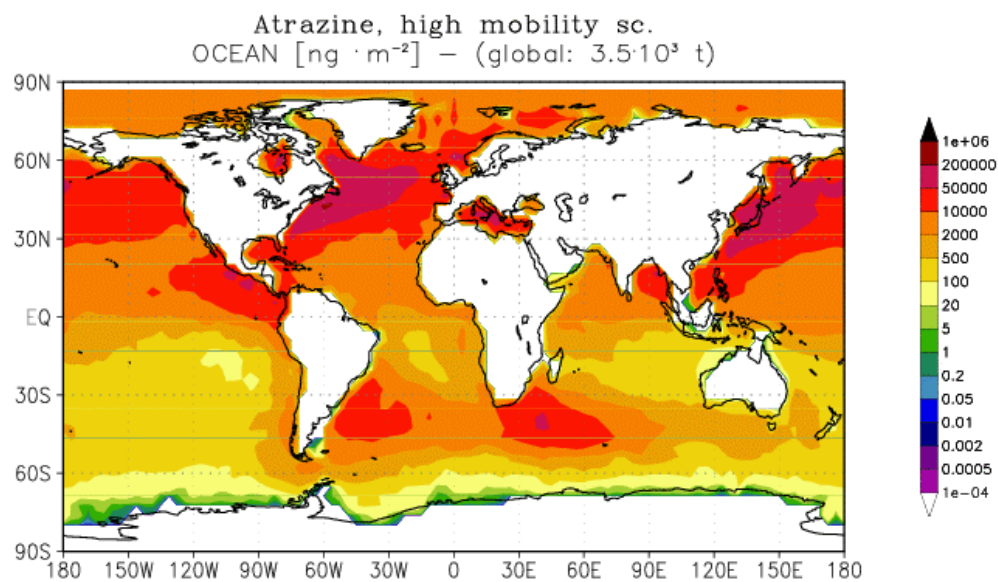 Atrazine, high mobility sc.
OCEAN [ng · m⁻²] − (global: 3.5·10³ t)
90N
60N
30N
EQ
30S
60S
90S
180 150W 120W 90W 60W 30W 0 30E 60E 90E 120E 150E 180
1e+06
200000
50000
10000
2000
500
100
20
5
1
0.2
0.05
0.01
0.002
0.0005
1e−04